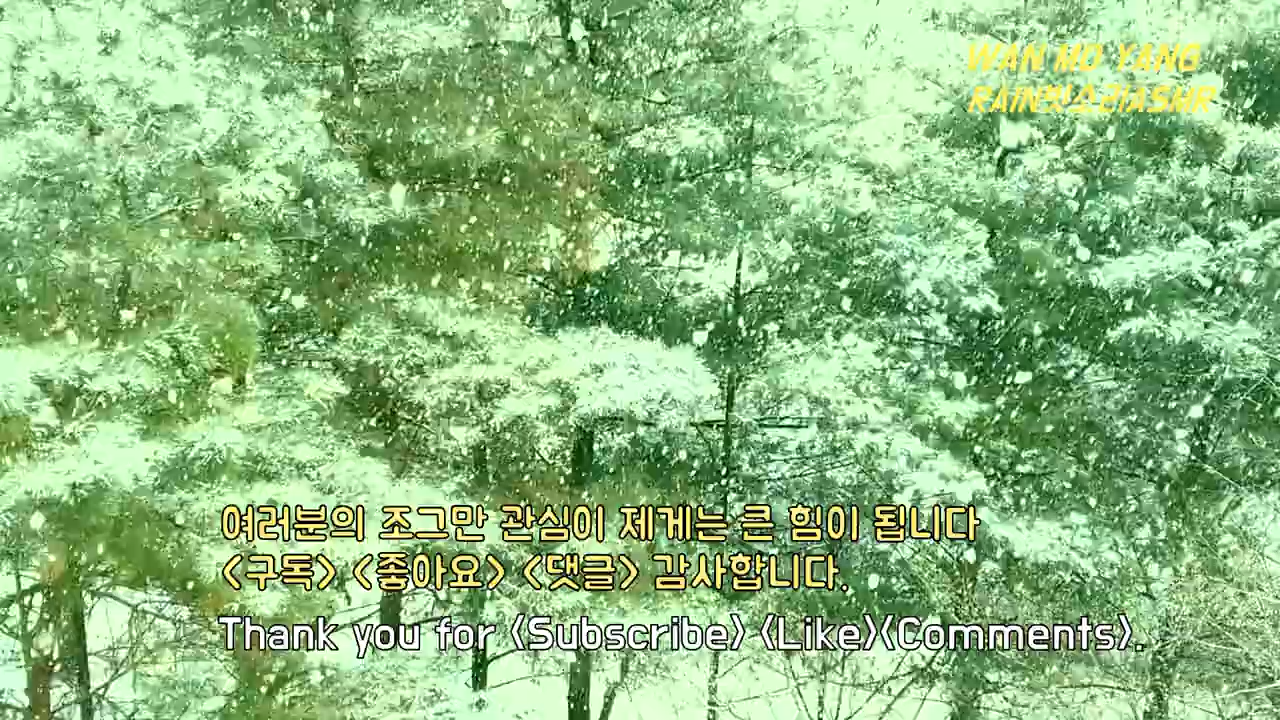 WAN MO YANG
RAIN빗소리ASMR
여러분의 조그만 관심이 제게는 큰 힘이 됩니다
<구독> <좋아요> <댓글> 감사합니다.
Thank you for <Subscribe> <Like><Comments>.